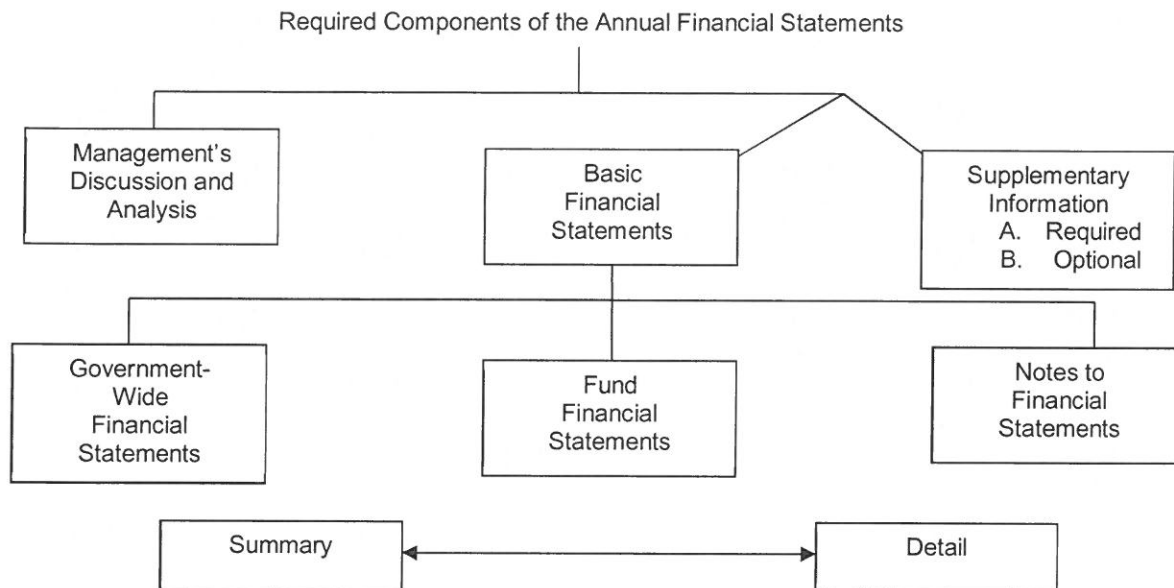 Required Components of the Annual Financial Statements
Management's
Discussion and
Analysis
Basic
Financial
Statements
Supplementary
Information
A. Required
B. Optional
Government-
Wide
Financial
Statements
Fund
Financial
Statements
Notes to
Financial
Statements
Summary
Detail